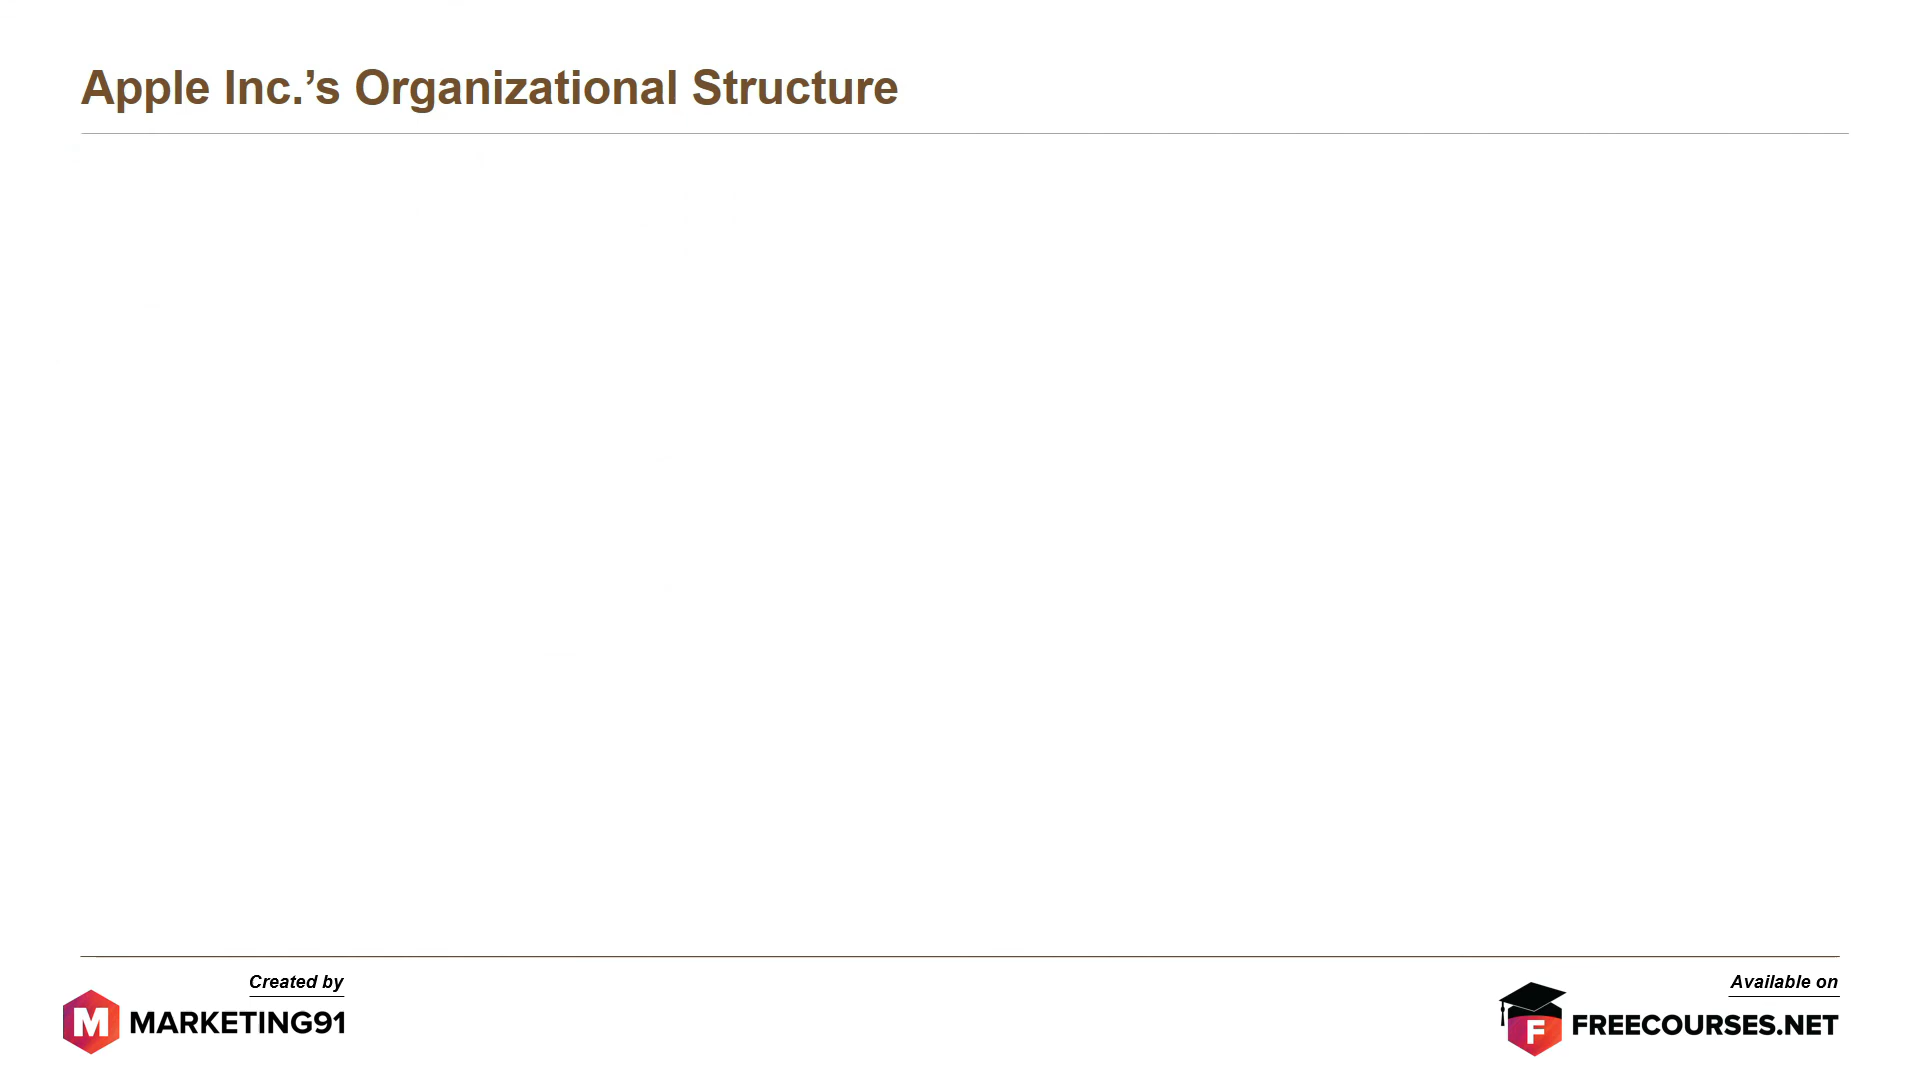 Apple Inc.’s Organizational Structure
Created by
M MARKETING91
Available on
F FREECOURSES.NET